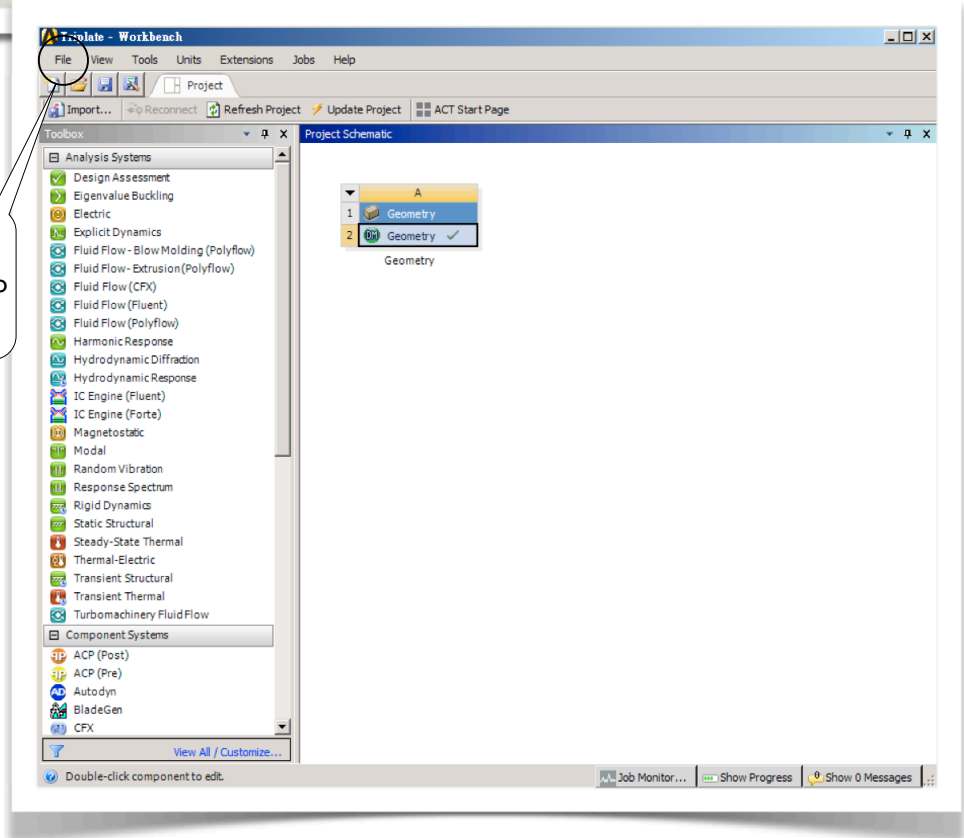 Triplate - Workbench
File View Tools Units Extensions Jobs Help
Project
Import... Reconnect Refresh Project Update Project ACT Start Page
Toolbox
Project Schematic
Analysis Systems
Design Assessment
Eigenvalue Buckling
Electric
Explicit Dynamics
Fluid Flow - Blow Molding (Polyflow)
Fluid Flow - Extrusion (Polyflow)
Fluid Flow (CFX)
Fluid Flow (Fluent)
Fluid Flow (Polyflow)
Harmonic Response
Hydrodynamic Diffraction
Hydrodynamic Response
IC Engine (Fluent)
IC Engine (Forte)
Magnetostatic
Modal
Random Vibration
Response Spectrum
Rigid Dynamics
Static Structural
Steady-State Thermal
Thermal-Electric
Transient Structural
Transient Thermal
Turbomachinery Fluid Flow
Component Systems
ACP (Post)
ACP (Pre)
Autodyn
BladeGen
CFX
View All / Customize...
A
1 Geometry
2 Geometry
Geometry
Double-click component to edit.
Job Monitor... Show Progress Show 0 Messages